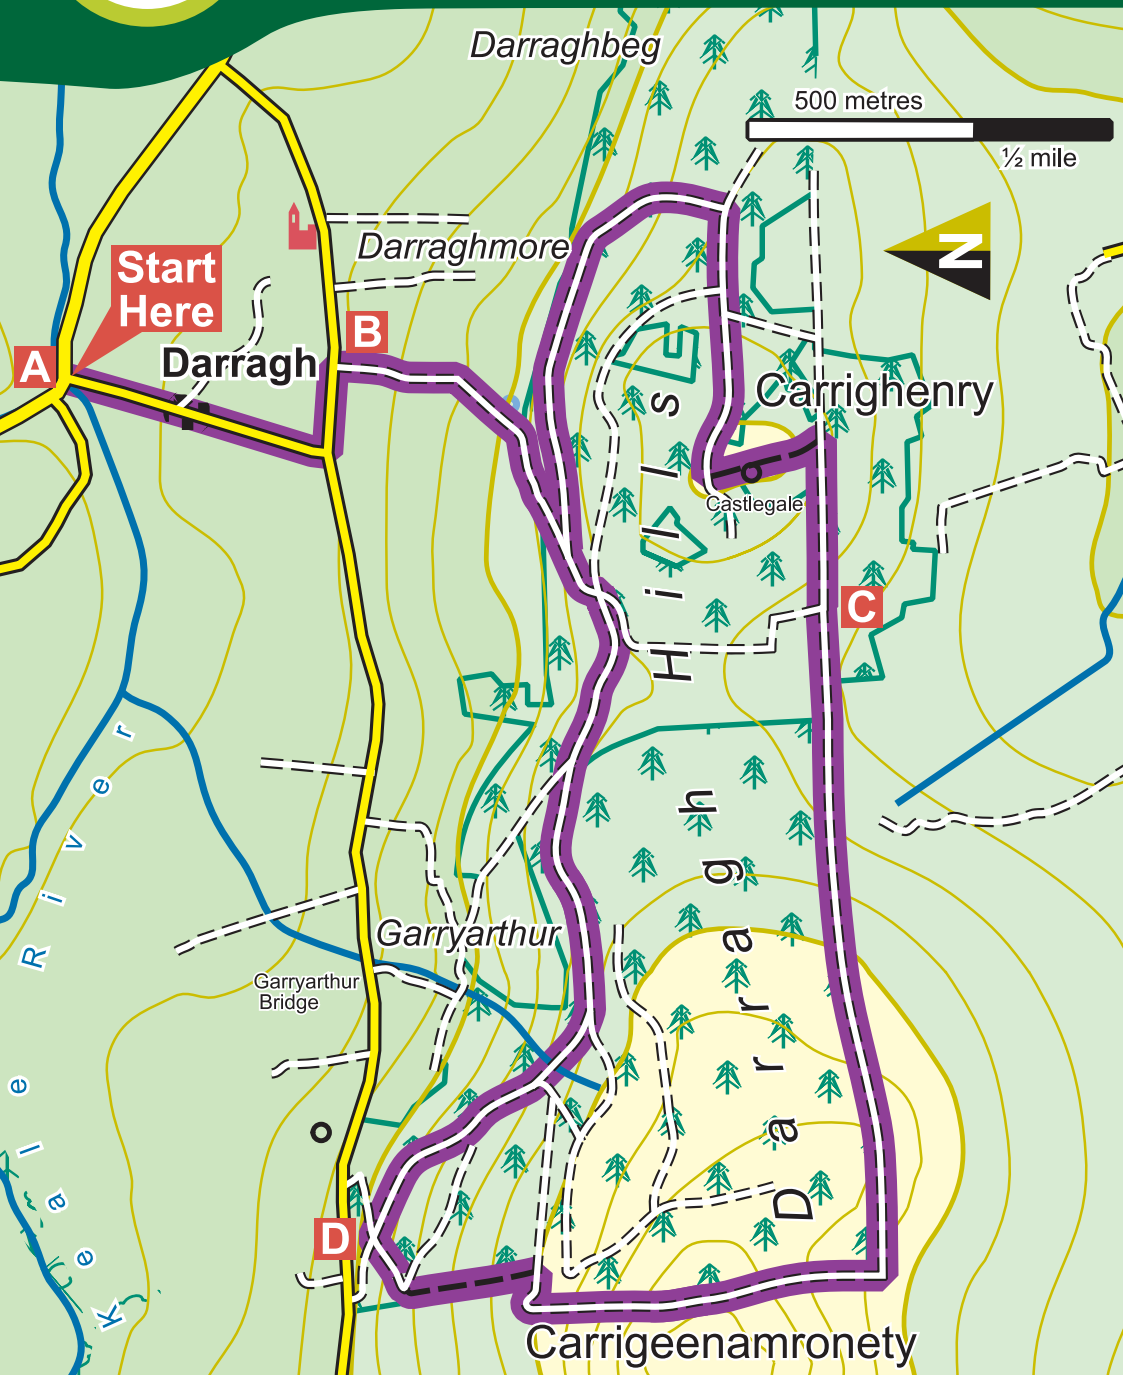 Darraghbeg
500 metres
½ mile
N
Start
Here
Darraghmore
A
B
Darragh
Carrighenry
Castlegale
C
Darragh Hills
Garryarthur
Garryarthur
Bridge
Keale River
D
Carrigeenamronety